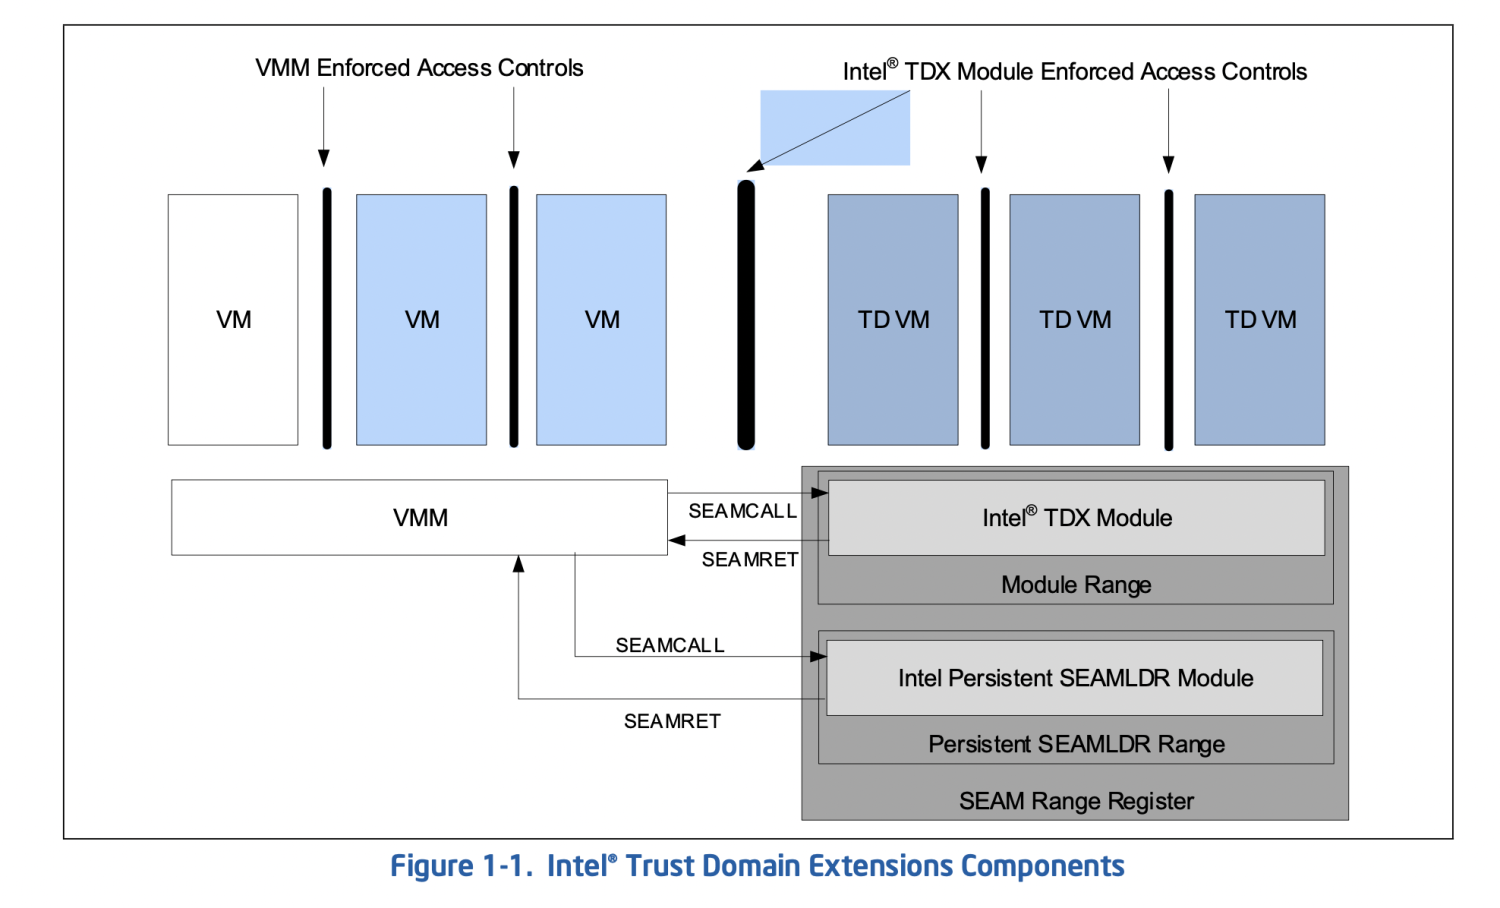 VMM Enforced Access Controls
Intel® TDX Module Enforced Access Controls
VM
VM
VM
TD VM
TD VM
TD VM
VMM
SEAMCALL
SEAMRET
Intel® TDX Module
Module Range
SEAMCALL
SEAMRET
Intel Persistent SEAMLDR Module
Persistent SEAMLDR Range
SEAM Range Register
Figure 1-1. Intel® Trust Domain Extensions Components